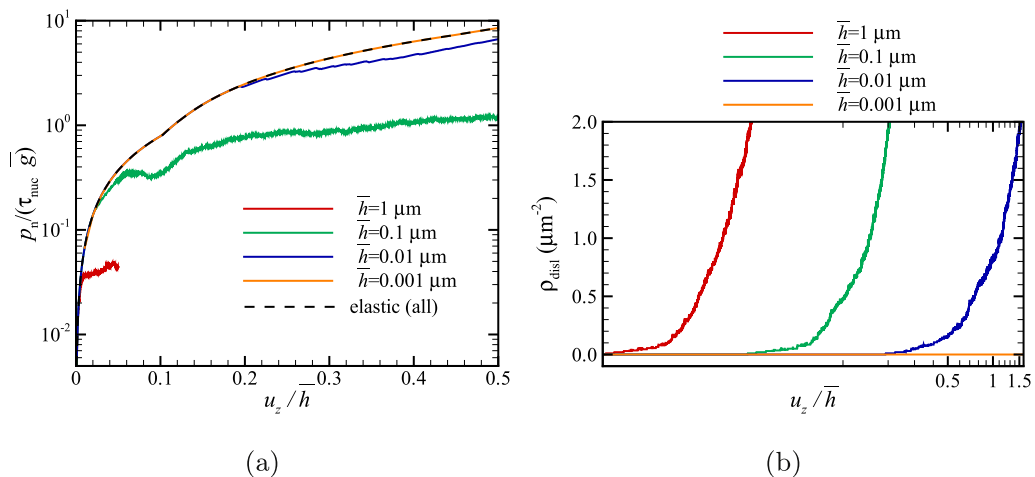 10¹
10⁰
10⁻¹
10⁻²
pₙ/(τₙᵤ꜀ g̅)
h̅=1 µm
h̅=0.1 µm
h̅=0.01 µm
h̅=0.001 µm
elastic (all)
0 0.1 0.2 0.3 0.4 0.5
u_z / h̅
(a)
h̅=1 µm
h̅=0.1 µm
h̅=0.01 µm
h̅=0.001 µm
2.0
1.5
1.0
0.5
0.0
ρ_disl (µm⁻²)
0.5 1 1.5
u_z / h̅
(b)